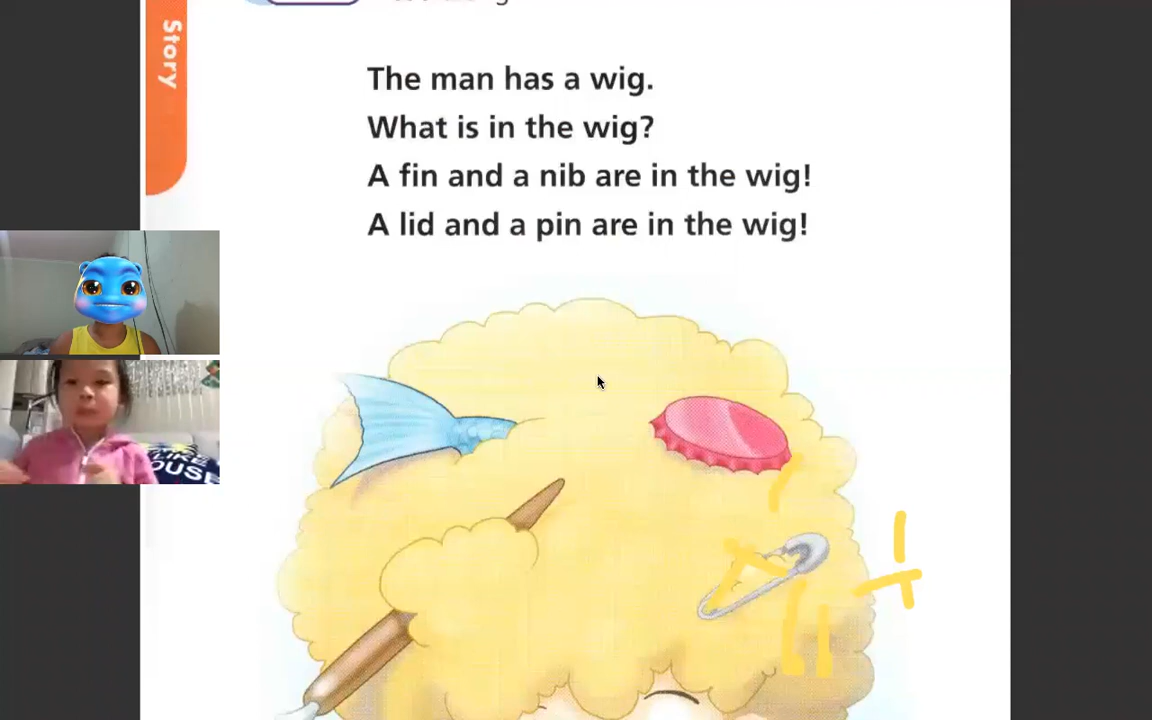 Story
The man has a wig.
What is in the wig?
A fin and a nib are in the wig!
A lid and a pin are in the wig!